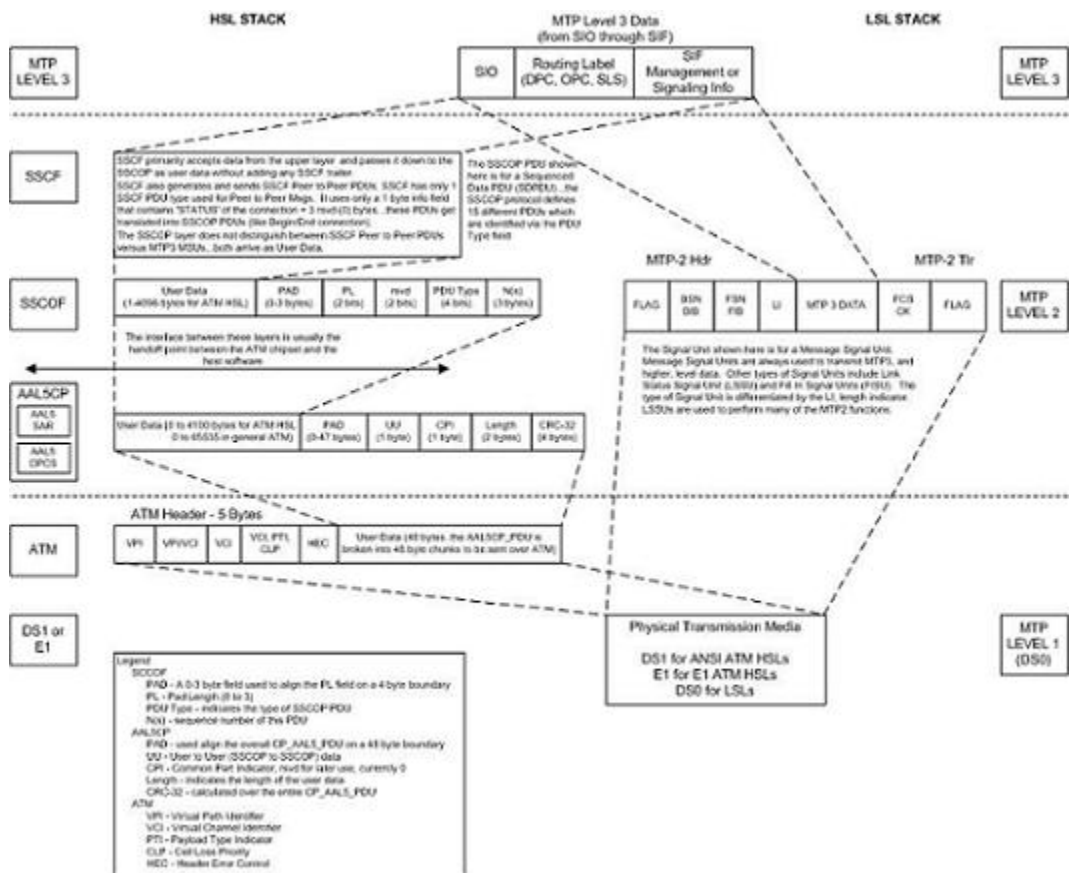 HSL STACK
MTP Level 3 Data
(from SIO through SIF)
LSL STACK
MTP
LEVEL 3
SIO
Routing Label
(DPC, OPC, SLS)
SIF
Management or
Signaling Info
MTP
LEVEL 3
SSCF
SSCF primarily accepts data from the upper layer and passes it down to the
SSCOP as user data without adding any SSCF trailer.
SSCF also generates and sends SSCF Peer to Peer PDUs. SSCF has only 1
SSCF PDU type used for Peer to Peer Msgs. It uses only a 1 byte info field
that contains "STATUS" of the connection + 3 rsvd (0) bytes...these PDUs get
translated into SSCOP PDUs (like Begin/End connection).
The SSCOP layer does not distinguish between SSCF Peer to Peer PDUs
versus MTP3 MSUs...both arrive as User Data.
The SSCOP PDU shown
here is for a Sequenced
Data PDU (SDPDU)...the
SSCOP protocol defines
15 different PDUs which
are identified via the PDU
Type field
MTP-2 Hdr
MTP-2 Tlr
SSCOF
User Data
(1-4096 bytes for ATM HSL)
PAD
(0-3 bytes)
PL
(2 bits)
rsvd
(2 bits)
PDU Type
(4 bits)
N(s)
(3 bytes)
FLAG
BSN
BIB
FSN
FIB
LI
MTP 3 DATA
FCS
CK
FLAG
MTP
LEVEL 2
The interface between these layers is usually the
handoff point between the ATM chipset and the
host software
The Signal Unit shown here is for a Message Signal Unit.
Message Signal Units are always used to transmit MTP3, and
higher, level data. Other types of Signal Units include Link
Status Signal Unit (LSSU) and Fill In Signal Units (FISU). The
type of Signal Unit is differentiated by the LI, length indicator
LSSUs are used to perform many of the MTP2 functions.
AAL5CP
AAL5
SAR
AAL5
CPCS
User Data (0 to 4100 bytes for ATM HSL
0 to 65535 in general ATM)
PAD
(0-47 bytes)
UU
(1 byte)
CPI
(1 byte)
Length
(2 bytes)
CRC-32
(4 bytes)
ATM Header - 5 Bytes
ATM
VPI
VPI/VCI
VCI
VCI, PTI,
CLP
HEC
User Data (48 bytes, the AAL5CP_PDU is
broken into 48 byte chunks to be sent over ATM)
DS1 or
E1
Physical Transmission Media
DS1 for ANSI ATM HSLs
E1 for E1 ATM HSLs
DS0 for LSLs
MTP
LEVEL 1
(DS0)
Legend
SCCOF
PAD - A 0-3 byte field used to align the PL field on a 4 byte boundary
PL - Pad Length (0 to 3)
PDU Type - indicates the type of SSCOP PDU
N(s) - sequence number of this PDU
AAL5CP
PAD - used align the overall CP_AAL5_PDU on a 48 byte boundary
UU - User to User (SSCOP to SSCOP) data
CPI - Common Part Indicator, rsvd for later use, currently 0
Length - indicates the length of the user data
CRC-32 - calculated over the entire CP_AAL5_PDU
ATM
VPI - Virtual Path Identifier
VCI - Virtual Channel Identifier
PTI - Payload Type Indicator
CLP - Cell Loss Priority
HEC - Header Error Control